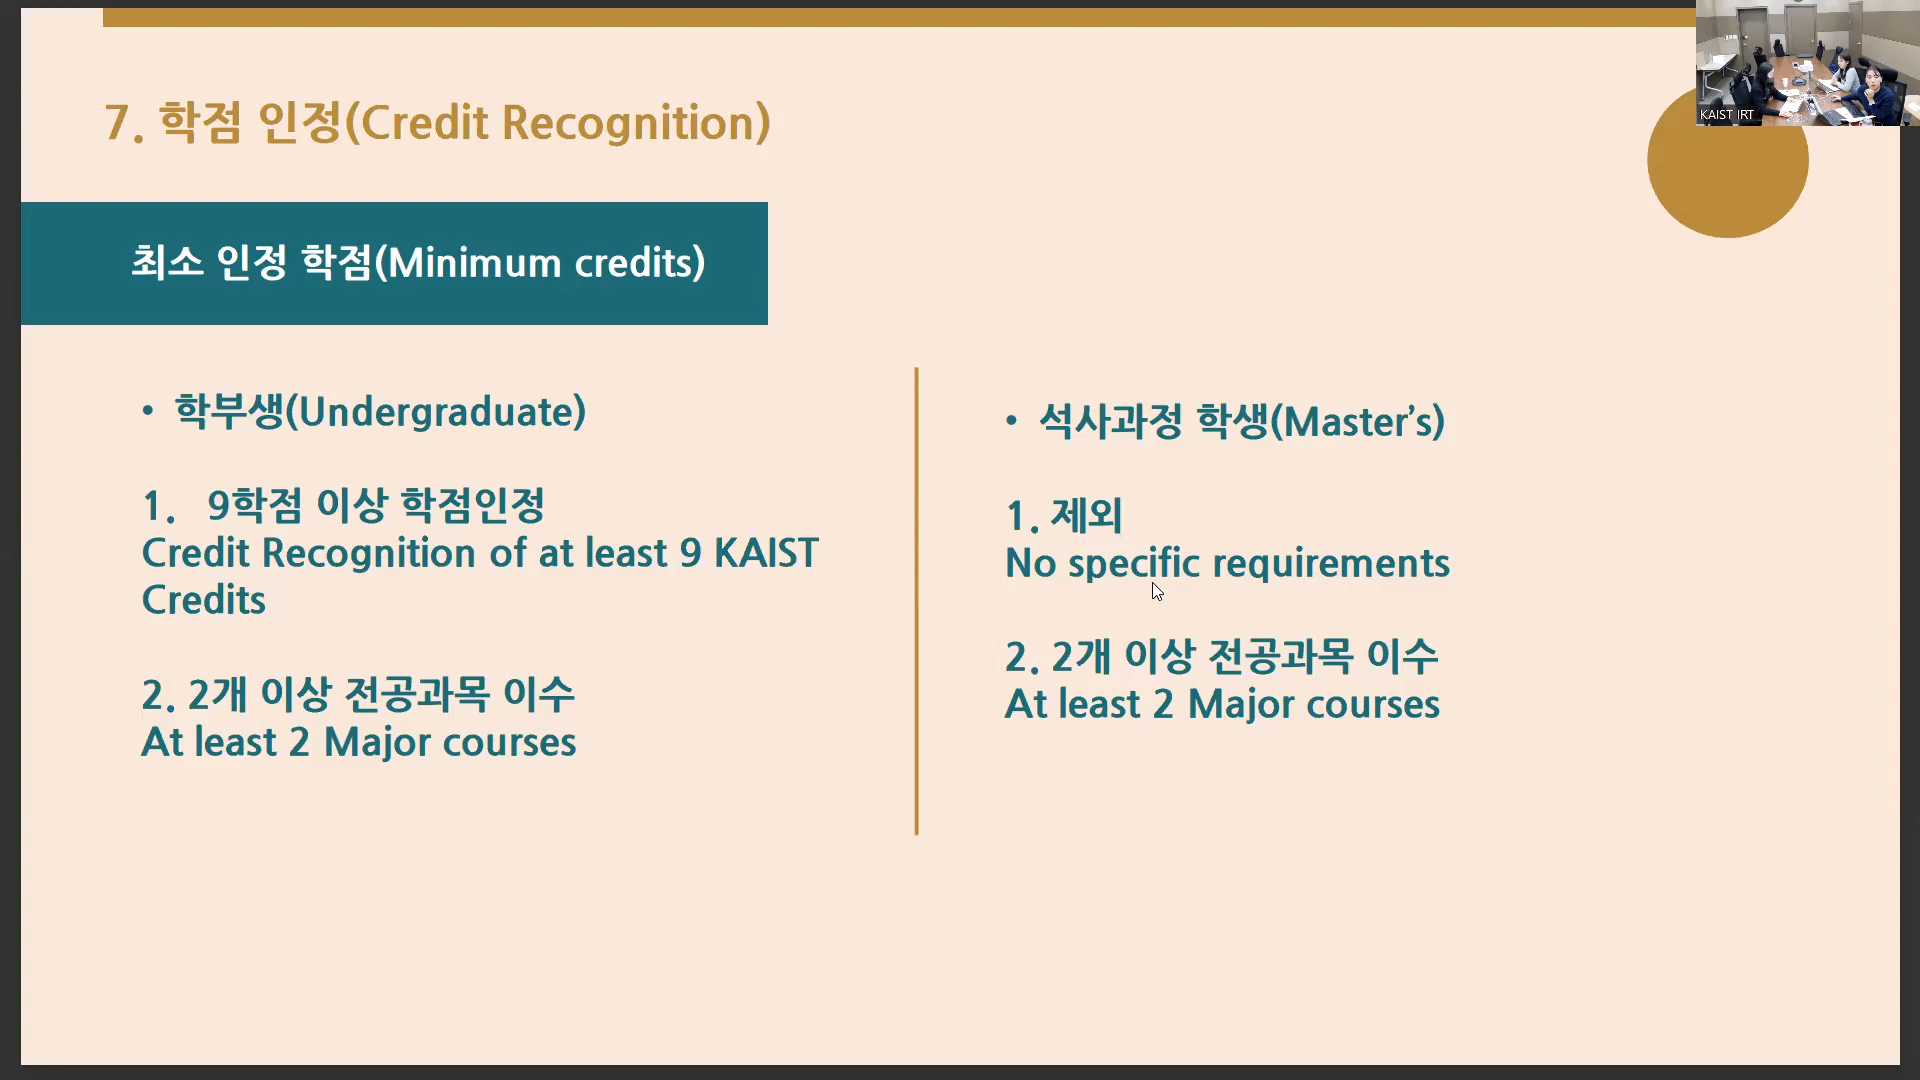 7. 학점 인정(Credit Recognition)
KAIST IRT
최소 인정 학점(Minimum credits)
• 학부생(Undergraduate)
1. 9학점 이상 학점인정
Credit Recognition of at least 9 KAIST
Credits
2. 2개 이상 전공과목 이수
At least 2 Major courses
• 석사과정 학생(Master’s)
1. 제외
No specific requirements
2. 2개 이상 전공과목 이수
At least 2 Major courses